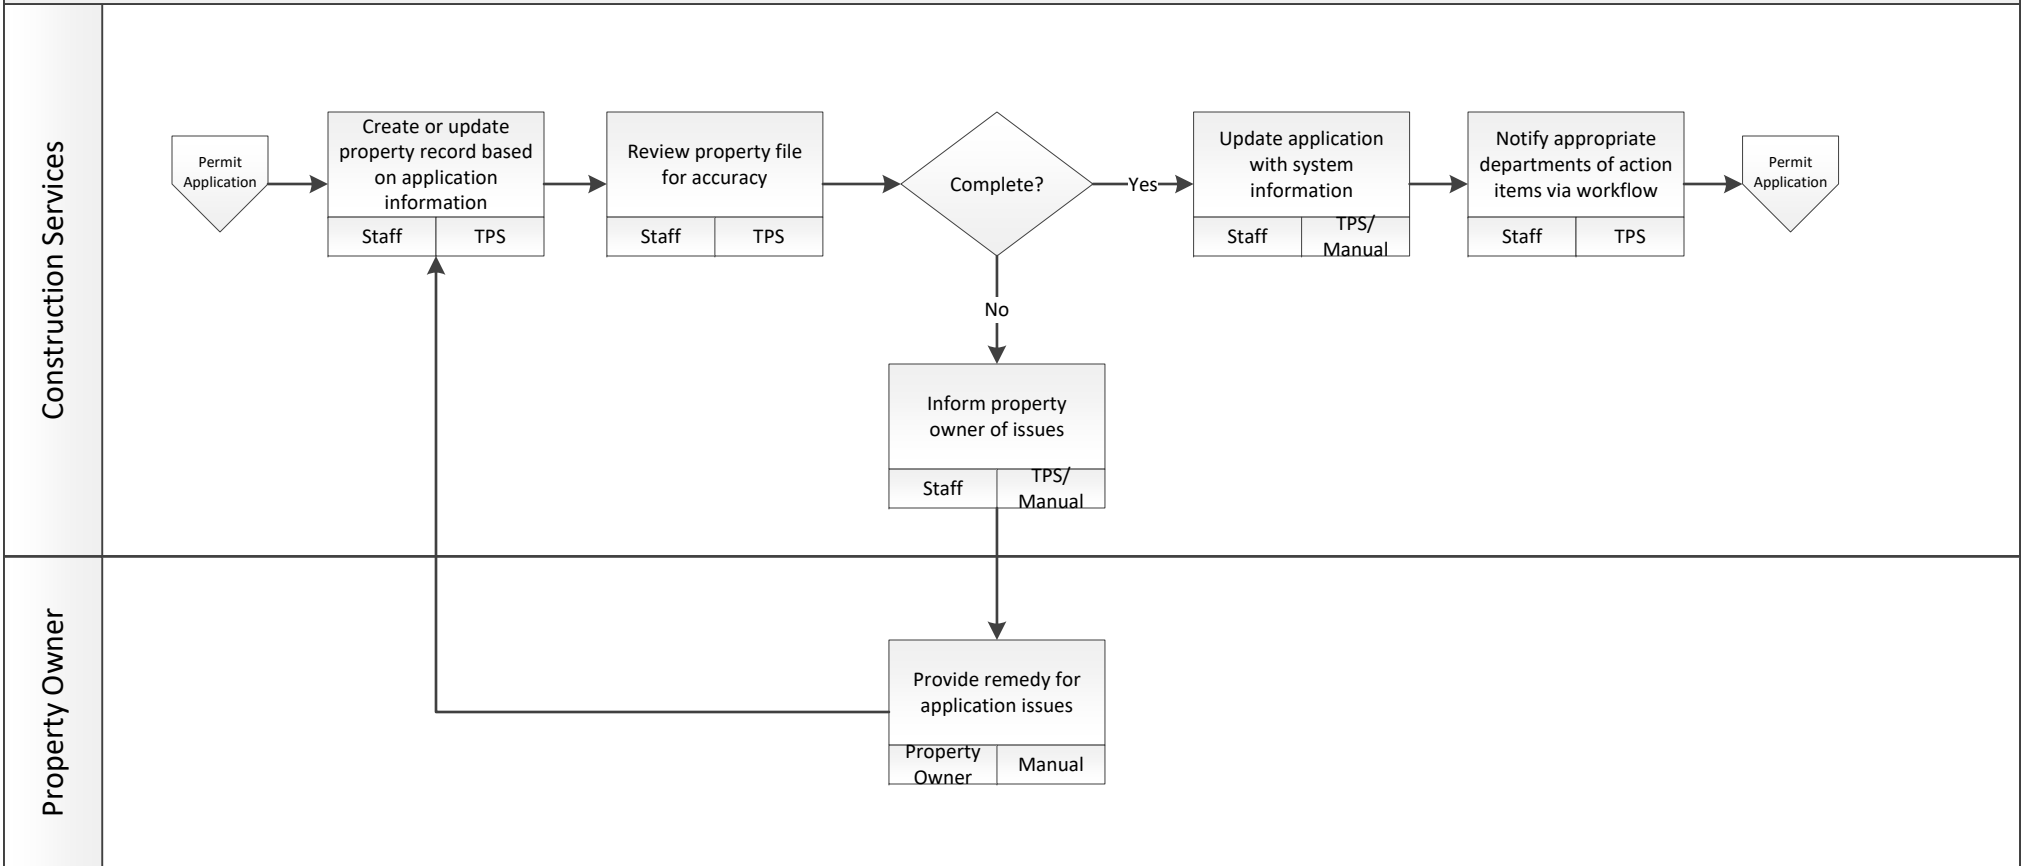 Construction Services
Permit
Application
Create or update
property record based
on application
information
Staff
TPS
Review property file
for accuracy
Staff
TPS
Complete?
Yes
Update application
with system
information
Staff
TPS/
Manual
Notify appropriate
departments of action
items via workflow
Staff
TPS
Permit
Application
No
Inform property
owner of issues
Staff
TPS/
Manual
Property Owner
Provide remedy for
application issues
Property
Owner
Manual